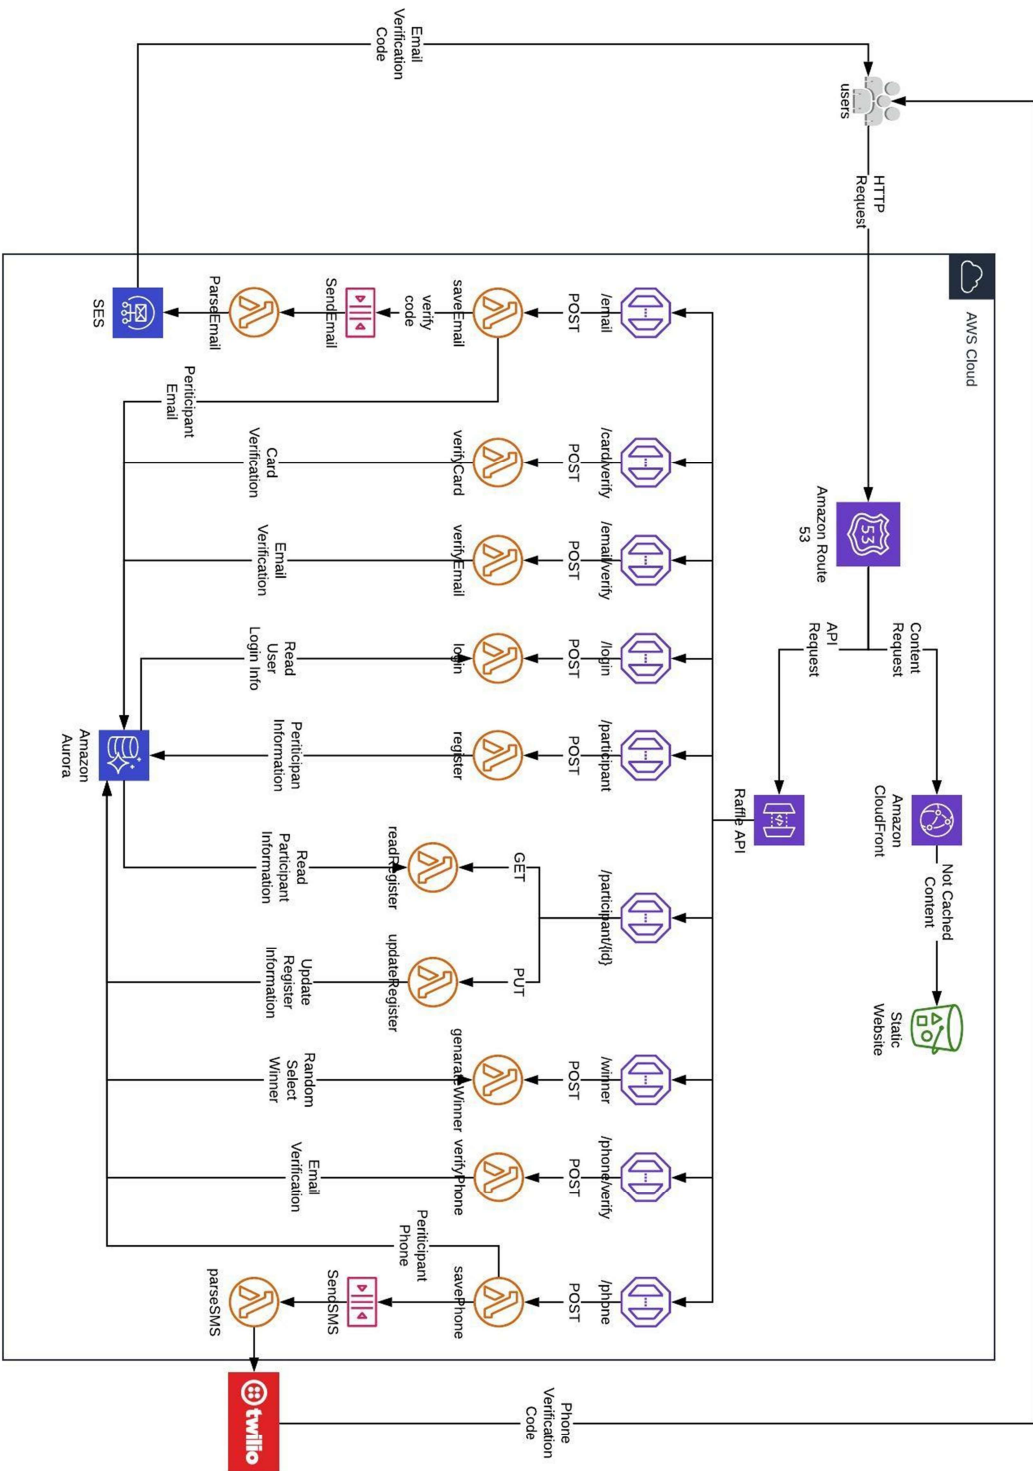 Email
Verification
Code
users
HTTP
Request
AWS Cloud
Amazon Route
53
53
Content
Request
API
Request
Amazon
CloudFront
Not Cached
Content
Static
Website
Raffle API
/email
/card/verify
/email/verify
/login
/participant
/participant/{id}
/winner
/phone/verify
/phone
POST
POST
POST
POST
POST
GET
PUT
POST
POST
POST
saveEmail
verifyCard
verifyEmail
login
register
readRegister
updateRegister
genarateWinner
verifyPhone
savePhone
verify
code
SendEmail
ParseEmail
SES
Periticipant
Email
Card
Verification
Email
Verification
Read
User
Login Info
Periticipan
Information
Read
Participant
Information
Update
Register
Information
Random
Select
Winner
Email
Verification
Periticipant
Phone
SendSMS
parseSMS
Amazon
Aurora
twilio
Phone
Verification
Code